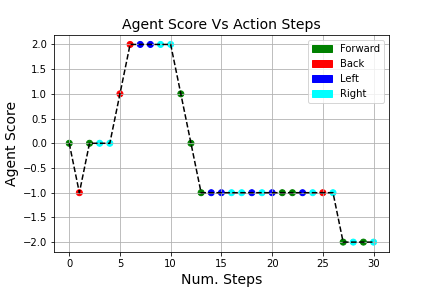 Agent Score Vs Action Steps
Agent Score
2.0
1.5
1.0
0.5
0.0
−0.5
−1.0
−1.5
−2.0
Forward
Back
Left
Right
0 5 10 15 20 25 30
Num. Steps